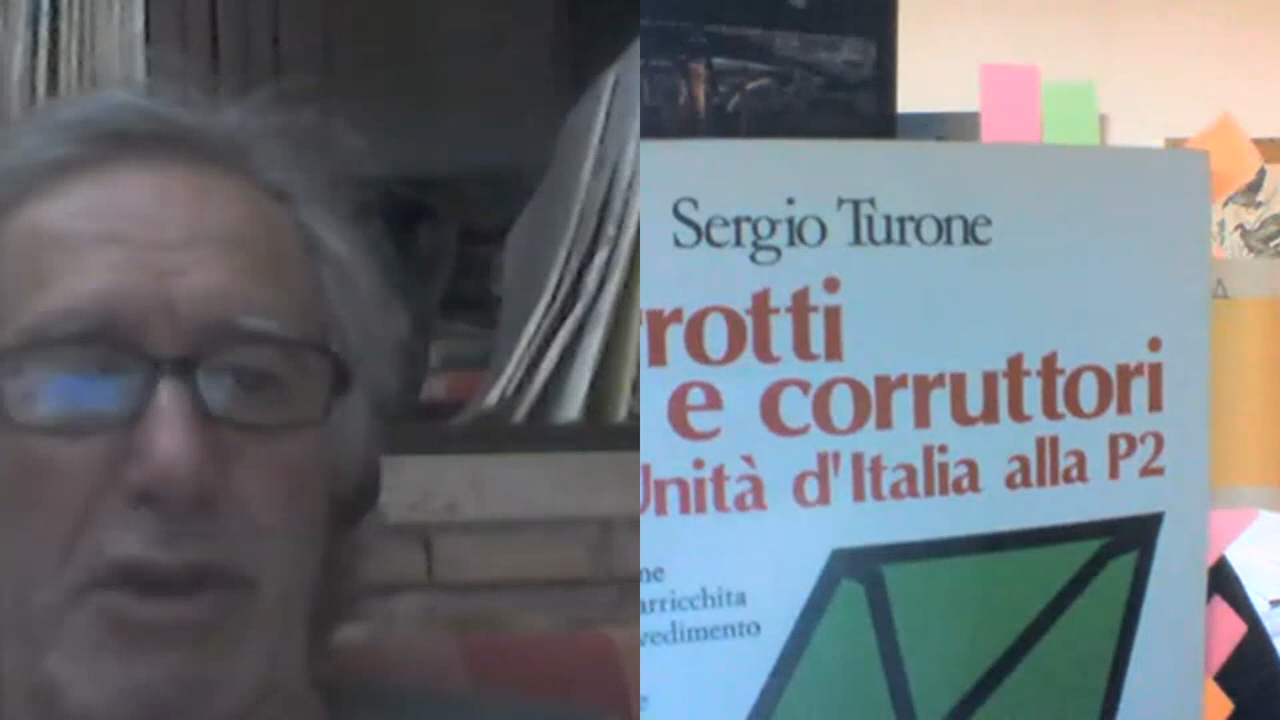 Sergio Turone
rrotti
e corruttori
Unità d'Italia alla P2
ne
arricchita
vedimento
e